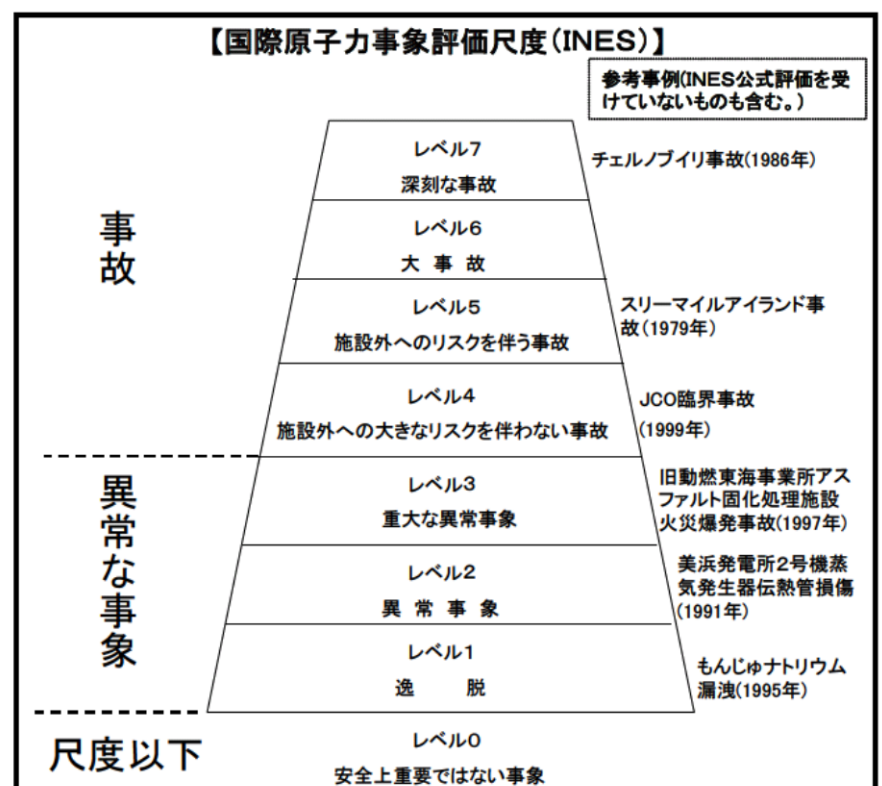 【国際原子力事象評価尺度(INES)】
参考事例(INES公式評価を受
けていないものも含む。)
事故
レベル7
深刻な事故
チェルノブイリ事故(1986年)
レベル6
大 事 故
レベル5
施設外へのリスクを伴う事故
スリーマイルアイランド事
故(1979年)
レベル4
施設外への大きなリスクを伴わない事故
JCO臨界事故
(1999年)
異常な事象
レベル3
重大な異常事象
旧動燃東海事業所アス
ファルト固化処理施設
火災爆発事故(1997年)
レベル2
異 常 事 象
美浜発電所2号機蒸
気発生器伝熱管損傷
(1991年)
レベル1
逸 脱
もんじゅナトリウム
漏洩(1995年)
尺度以下
レベル0
安全上重要ではない事象